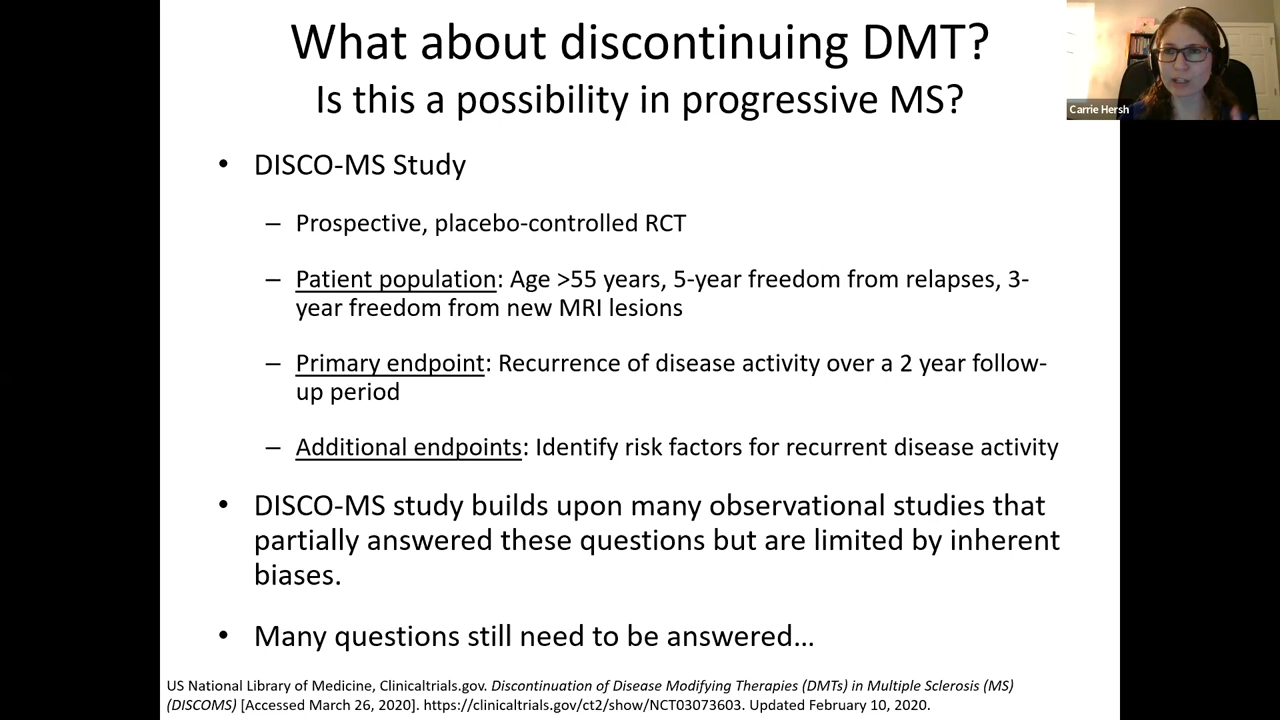 What about discontinuing DMT?
Is this a possibility in progressive MS?
Carrie Hersh
• DISCO-MS Study
– Prospective, placebo-controlled RCT
– Patient population: Age >55 years, 5-year freedom from relapses, 3-
year freedom from new MRI lesions
– Primary endpoint: Recurrence of disease activity over a 2 year follow-
up period
– Additional endpoints: Identify risk factors for recurrent disease activity
• DISCO-MS study builds upon many observational studies that
partially answered these questions but are limited by inherent
biases.
• Many questions still need to be answered…
US National Library of Medicine, Clinicaltrials.gov. Discontinuation of Disease Modifying Therapies (DMTs) in Multiple Sclerosis (MS)
(DISCOMS) [Accessed March 26, 2020]. https://clinicaltrials.gov/ct2/show/NCT03073603. Updated February 10, 2020.